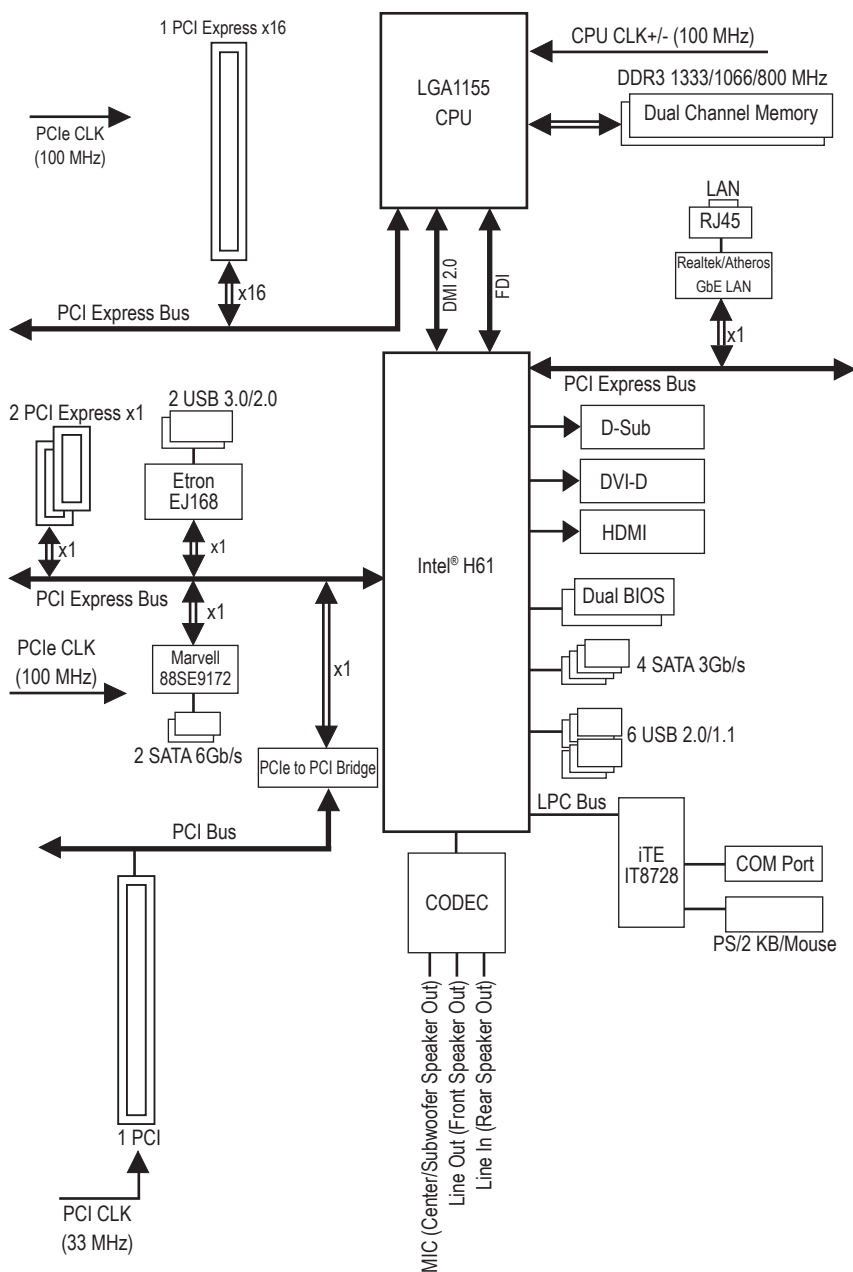 1 PCI Express x16
CPU CLK+/- (100 MHz)
LGA1155
CPU
DDR3 1333/1066/800 MHz
Dual Channel Memory
PCIe CLK
(100 MHz)
LAN
RJ45
Realtek/Atheros
GbE LAN
x16
x1
PCI Express Bus
DMI 2.0
FDI
PCI Express Bus
2 PCI Express x1
2 USB 3.0/2.0
Etron
EJ168
x1
x1
PCI Express Bus
x1
PCIe CLK
(100 MHz)
Marvell
88SE9172
2 SATA 6Gb/s
x1
PCIe to PCI Bridge
Intel® H61
D-Sub
DVI-D
HDMI
Dual BIOS
4 SATA 3Gb/s
6 USB 2.0/1.1
LPC Bus
iTE
IT8728
COM Port
PS/2 KB/Mouse
PCI Bus
CODEC
MIC (Center/Subwoofer Speaker Out)
Line Out (Front Speaker Out)
Line In (Rear Speaker Out)
1 PCI
PCI CLK
(33 MHz)